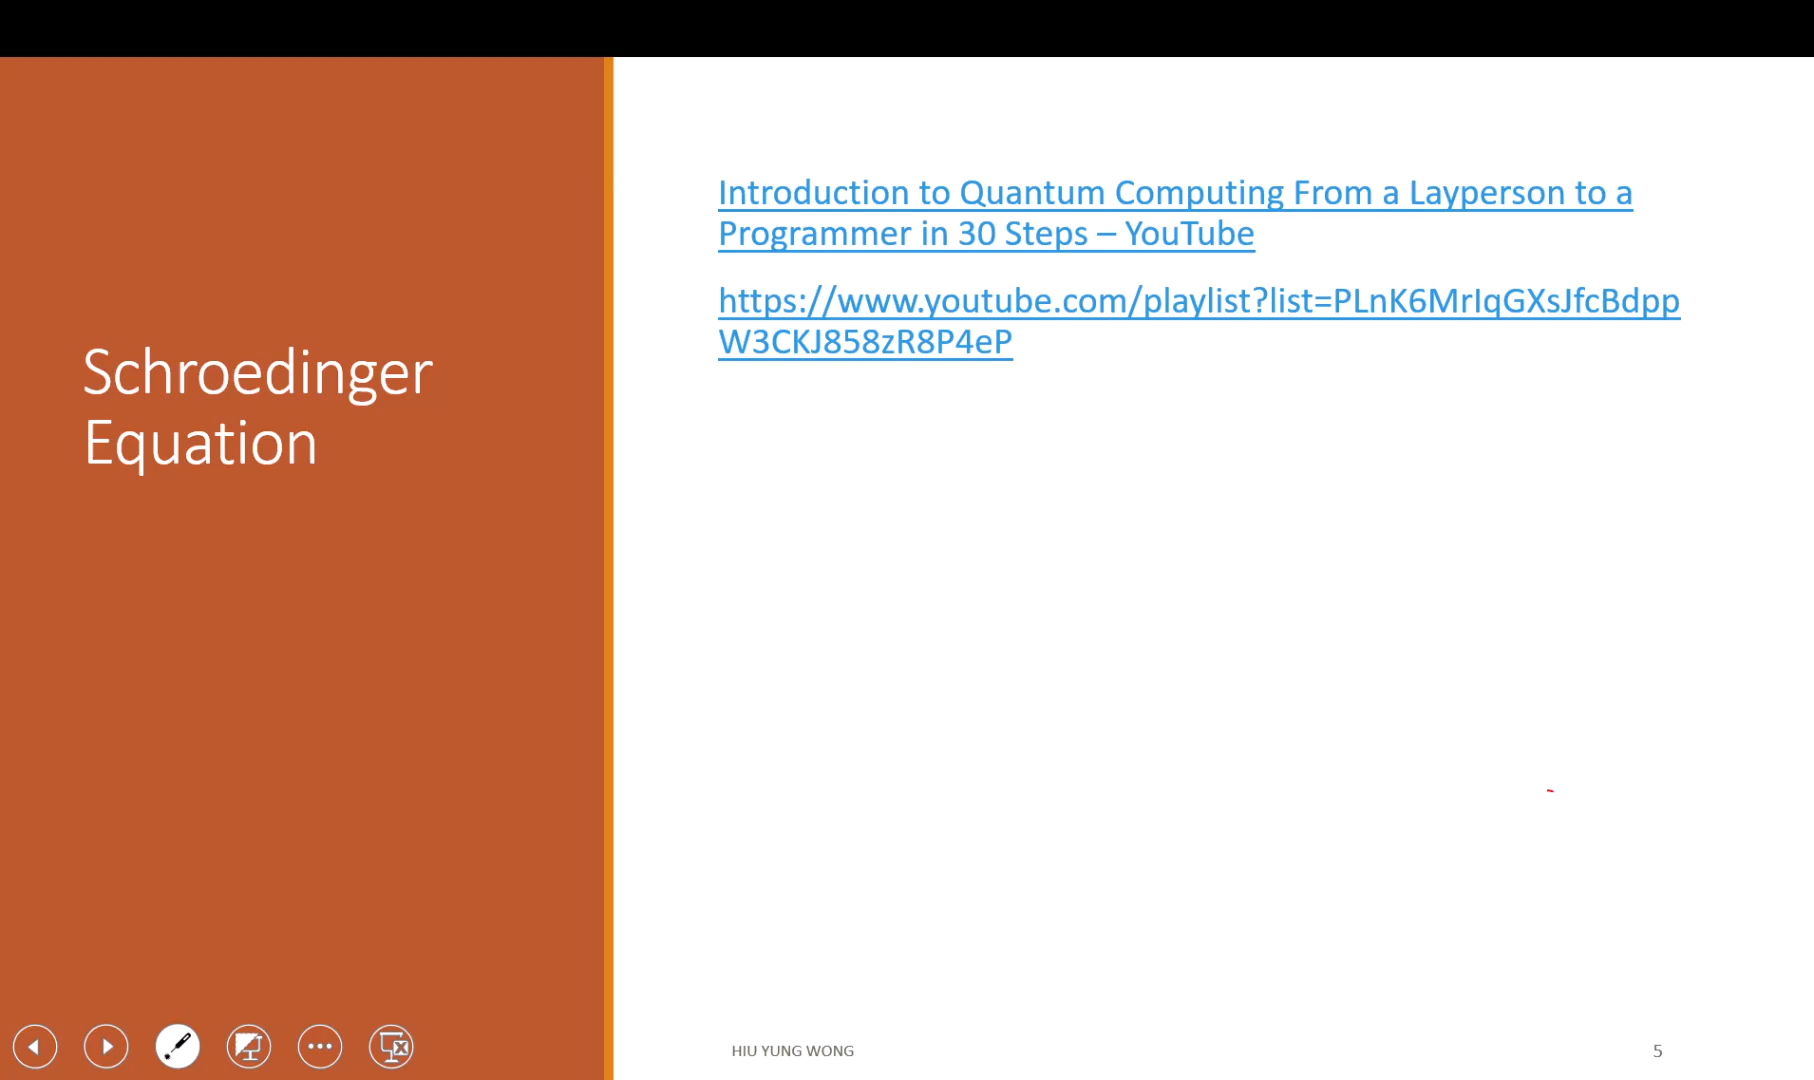 Schroedinger
Equation
Introduction to Quantum Computing From a Layperson to a
Programmer in 30 Steps – YouTube
https://www.youtube.com/playlist?list=PLnK6MrIqGXsJfcBdpp
W3CKJ858zR8P4eP
HIU YUNG WONG
5